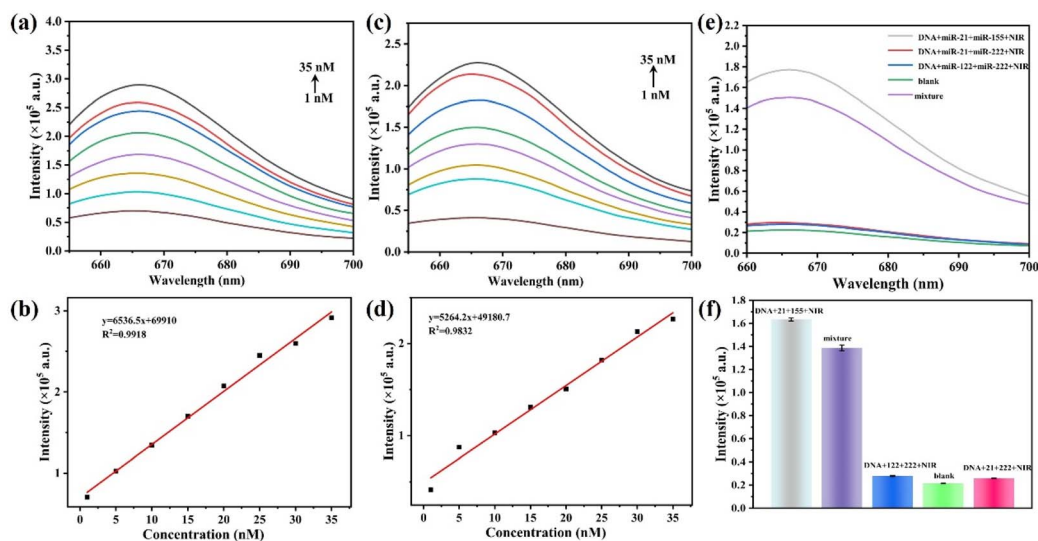 (a)
4.0
3.5
3.0
2.5
2.0
1.5
1.0
0.5
0.0
Intensity (×10⁵ a.u.)
35 nM
1 nM
660 670 680 690 700
Wavelength (nm)
(c)
2.5
2.0
1.5
1.0
0.5
0.0
Intensity (×10⁵ a.u.)
35 nM
1 nM
660 670 680 690 700
Wavelength (nm)
(e)
2.2
2.0
1.8
1.6
1.4
1.2
1.0
0.8
0.6
0.4
0.2
0.0
Intensity (×10⁵ a.u.)
DNA+miR-21+miR-155+NIR
DNA+miR-21+miR-222+NIR
DNA+miR-122+miR-222+NIR
blank
mixture
660 670 680 690 700
Wavelength (nm)
(b)
3
2
1
Intensity (×10⁵ a.u.)
y=6536.5x+69910
R²=0.9918
0 5 10 15 20 25 30 35
Concentration (nM)
(d)
2
1
Intensity (×10⁵ a.u.)
y=5264.2x+49180.7
R²=0.9832
0 5 10 15 20 25 30 35
Concentration (nM)
(f)
1.8
1.6
1.4
1.2
1.0
0.8
0.6
0.4
0.2
0.0
Intensity (×10⁵ a.u.)
DNA+21+155+NIR
mixture
DNA+122+222+NIR
blank
DNA+21+222+NIR